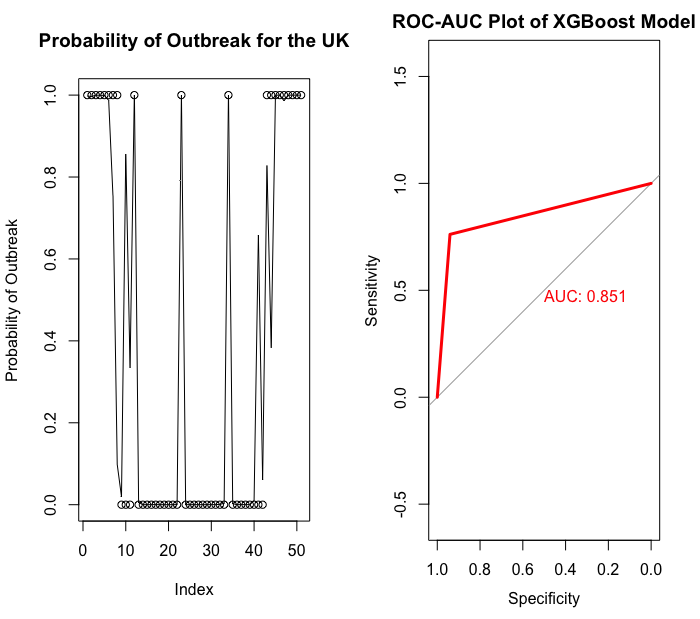 Probability of Outbreak for the UK
Probability of Outbreak
1.0
0.8
0.6
0.4
0.2
0.0
0 10 20 30 40 50
Index
ROC-AUC Plot of XGBoost Model
Sensitivity
1.5
1.0
0.5
0.0
-0.5
AUC: 0.851
1.0 0.8 0.6 0.4 0.2 0.0
Specificity